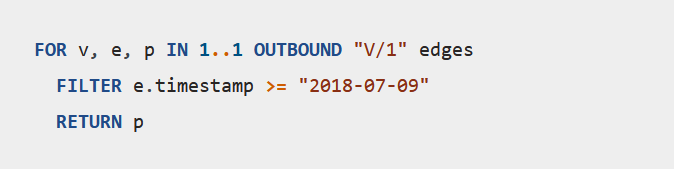 FOR v, e, p IN 1..1 OUTBOUND "V/1" edges
FILTER e.timestamp >= "2018-07-09"
RETURN p